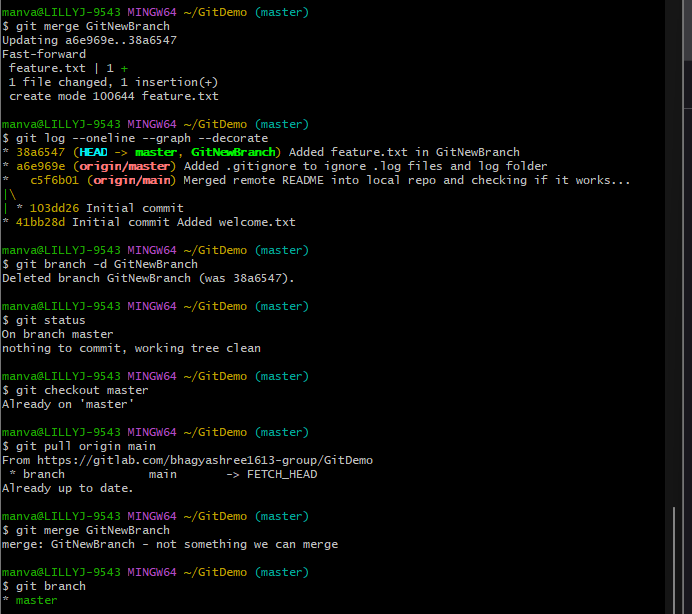 manva@LILLYJ-9543 MINGW64 ~/GitDemo (master)
$ git merge GitNewBranch
Updating a6e969e..38a6547
Fast-forward
 feature.txt | 1 +
 1 file changed, 1 insertion(+)
 create mode 100644 feature.txt

manva@LILLYJ-9543 MINGW64 ~/GitDemo (master)
$ git log --oneline --graph --decorate
* 38a6547 (HEAD -> master, GitNewBranch) Added feature.txt in GitNewBranch
* a6e969e (origin/master) Added .gitignore to ignore .log files and log folder
*   c5f6b01 (origin/main) Merged remote README into local repo and checking if it works...
|\
| * 103dd26 Initial commit
* 41bb28d Initial commit Added welcome.txt

manva@LILLYJ-9543 MINGW64 ~/GitDemo (master)
$ git branch -d GitNewBranch
Deleted branch GitNewBranch (was 38a6547).

manva@LILLYJ-9543 MINGW64 ~/GitDemo (master)
$ git status
On branch master
nothing to commit, working tree clean

manva@LILLYJ-9543 MINGW64 ~/GitDemo (master)
$ git checkout master
Already on 'master'

manva@LILLYJ-9543 MINGW64 ~/GitDemo (master)
$ git pull origin main
From https://gitlab.com/bhagyashree1613-group/GitDemo
 * branch            main       -> FETCH_HEAD
Already up to date.

manva@LILLYJ-9543 MINGW64 ~/GitDemo (master)
$ git merge GitNewBranch
merge: GitNewBranch - not something we can merge

manva@LILLYJ-9543 MINGW64 ~/GitDemo (master)
$ git branch
* master